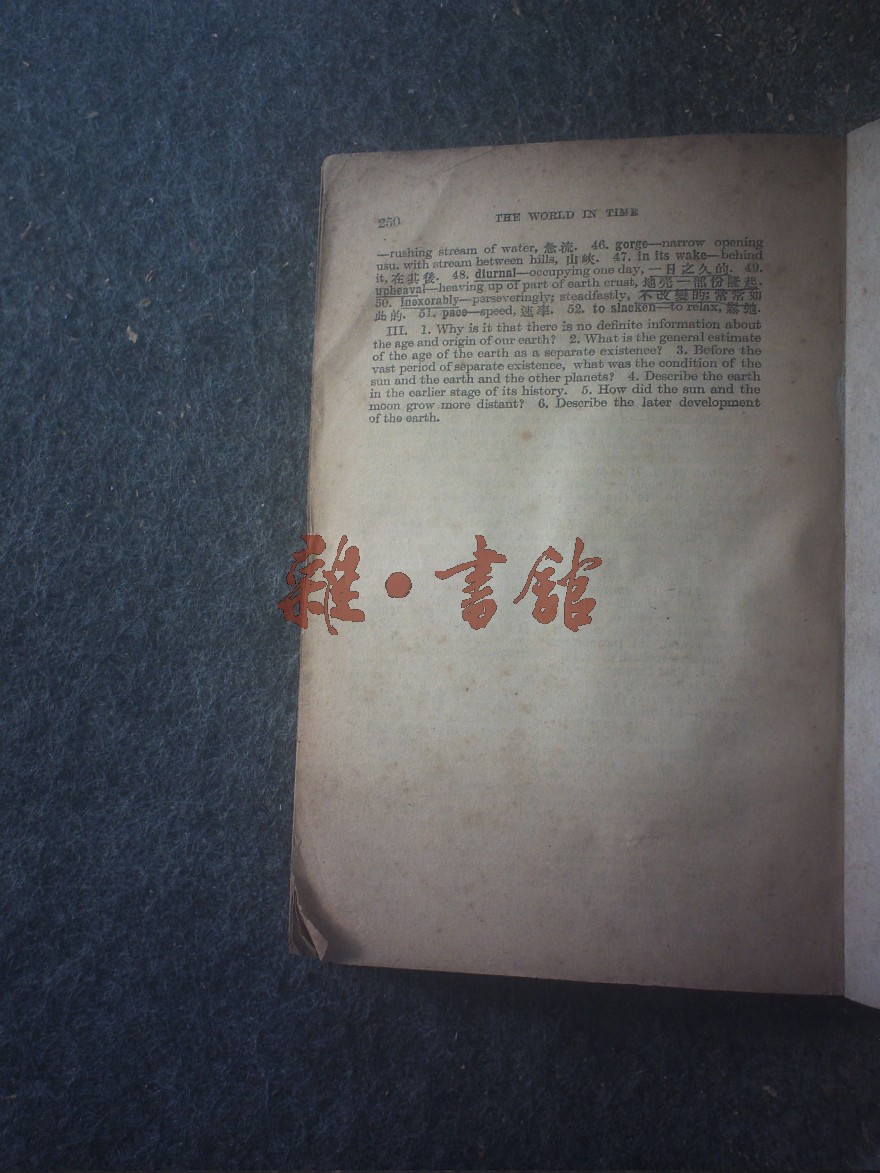 250
THE WORLD IN TIME
—rushing stream of water, 急流. 46. gorge—narrow opening
usu. with stream between hills, 山峽. 47. in its wake—behind
it, 在其後. 48. diurnal—occupying one day, 一日之久的. 49.
upheaval—heaving up of part of earth crust, 地壳一部份隆起.
50. inexorably—perseveringly; steadfastly, 不改變的; 常常如
此的. 51. pace—speed, 速率. 52. to slacken—to relax, 鬆弛.
III. 1. Why is it that there is no definite information about
the age and origin of our earth? 2. What is the general estimate
of the age of the earth as a separate existence? 3. Before the
vast period of separate existence, what was the condition of the
sun and the earth and the other planets? 4. Describe the earth
in the earlier stage of its history. 5. How did the sun and the
moon grow more distant? 6. Describe the later development
of the earth.
雜·書館